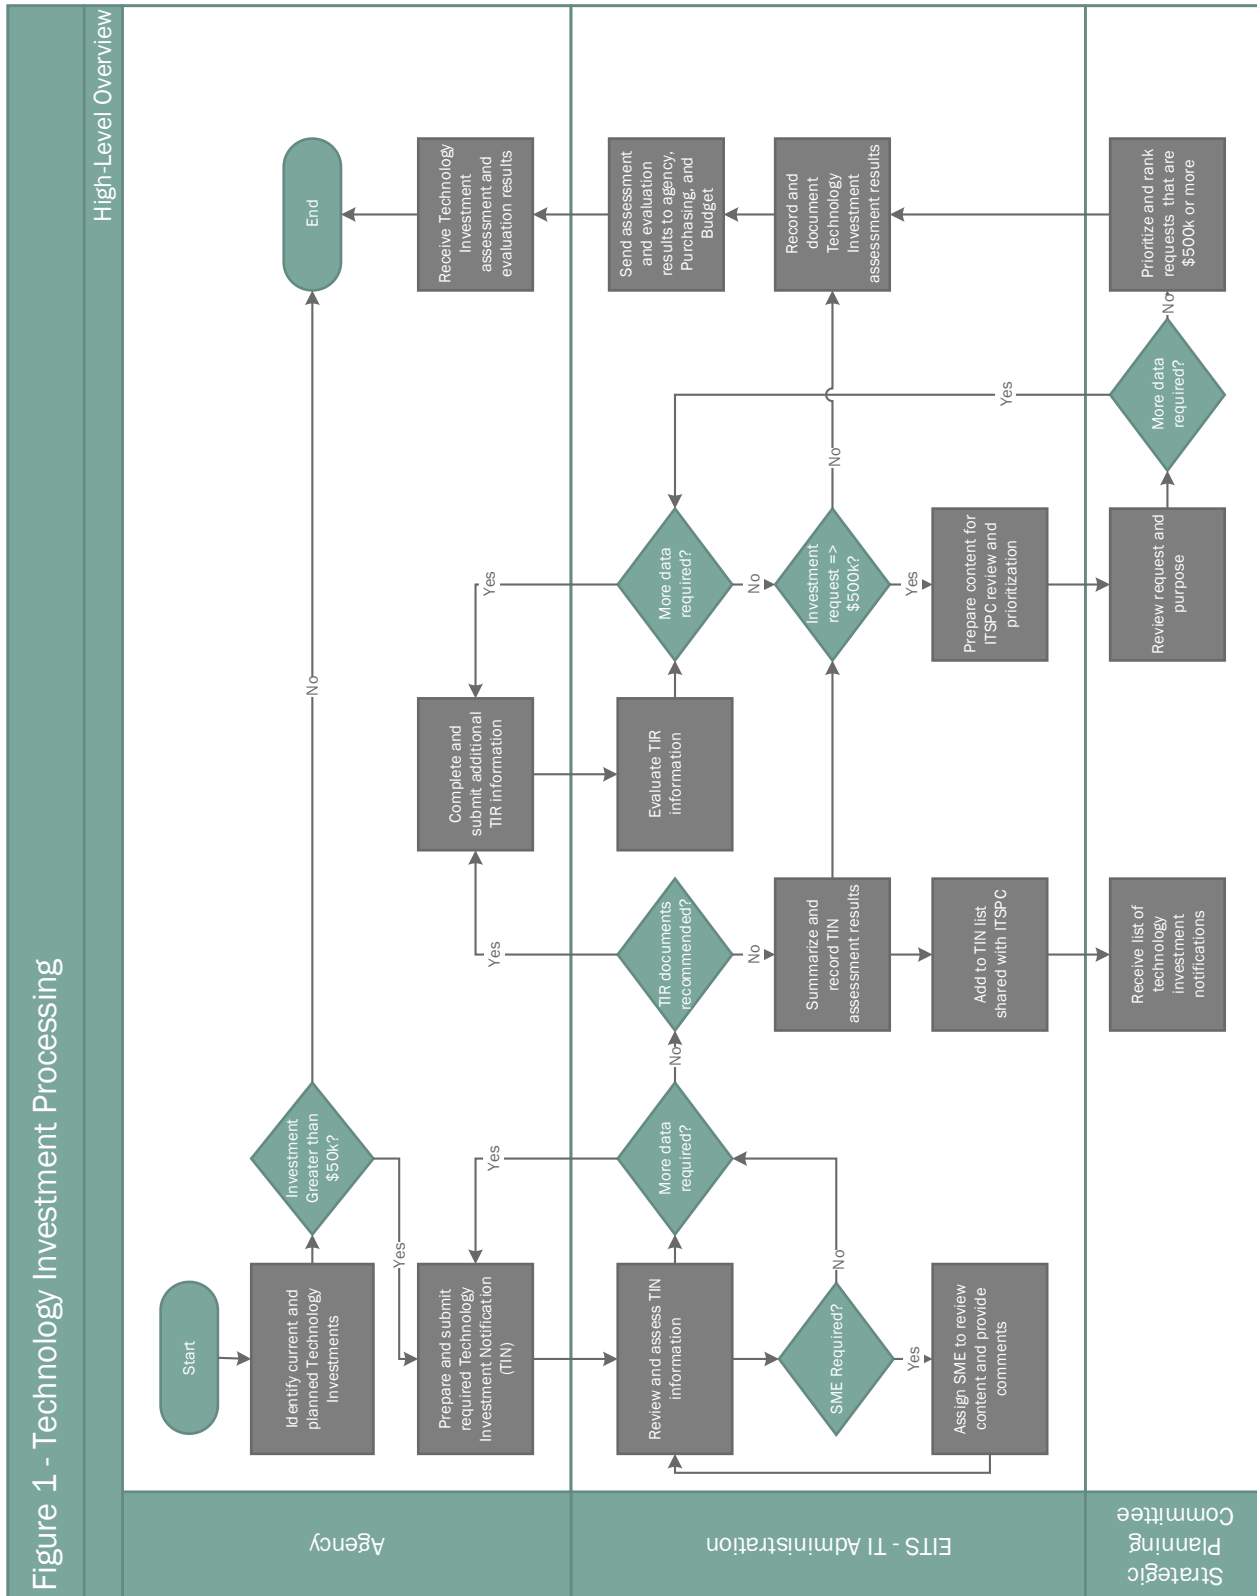 Figure 1 - Technology Investment Processing
High-Level Overview
Agency
Start
Identify current and
planned Technology
Investments
Investment
Greater than
$50k?
No
Yes
End
Prepare and submit
required Technology
Investment Notification
(TIN)
Yes
Yes
Complete and
submit additional
TIR information
Yes
Receive Technology
Investment
assessment and
evaluation results
EITS - TI Administration
Review and assess TIN
information
More data
required?
No
TIR documents
recommended?
No
Evaluate TIR
information
More data
required?
No
Send assessment
and evaluation
results to agency,
Purchasing, and
Budget
SME Required?
No
Yes
Summarize and
record TIN
assessment results
Investment
request =>
$500k?
No
Yes
Record and
document
Technology
Investment
assessment results
Assign SME to review
content and provide
comments
Add to TIN list
shared with ITSPC
Prepare content for
ITSPC review and
prioritization
Yes
Strategic
Planning
Committee
Receive list of
technology
investment
notifications
Review request and
purpose
More data
required?
No
Prioritize and rank
requests that are
$500k or more